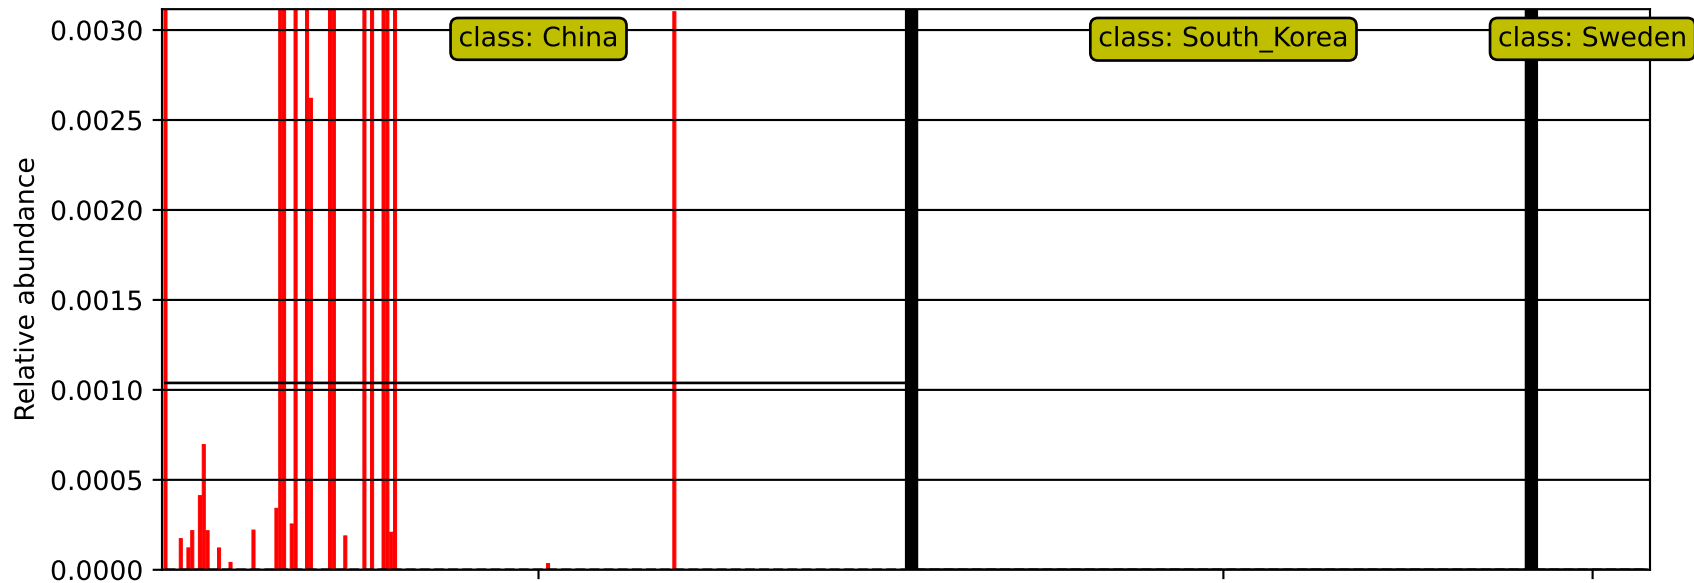 class: China
class: South_Korea
class: Sweden
Relative abundance
0.0030
0.0025
0.0020
0.0015
0.0010
0.0005
0.0000